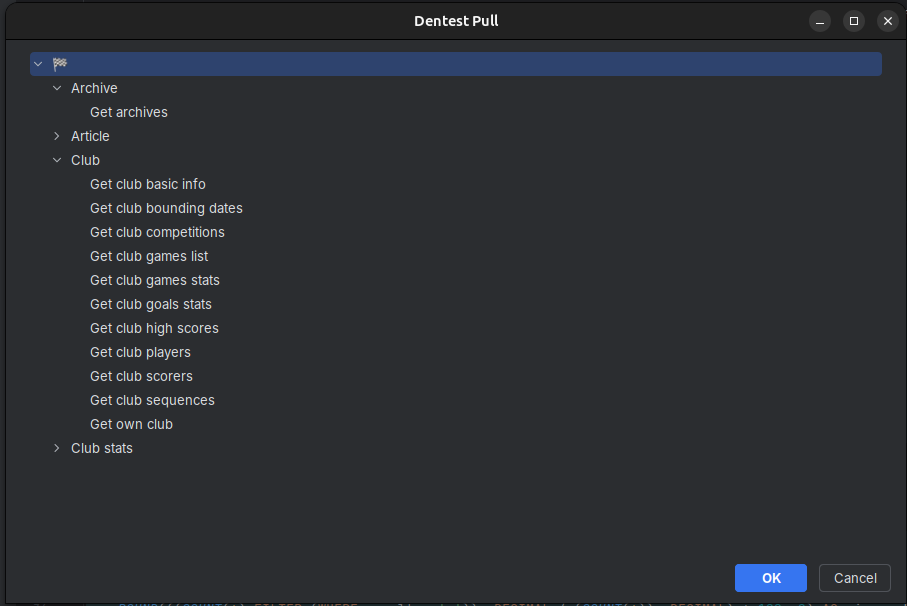 Dentest Pull
Archive
Get archives
Article
Club
Get club basic info
Get club bounding dates
Get club competitions
Get club games list
Get club games stats
Get club goals stats
Get club high scores
Get club players
Get club scorers
Get club sequences
Get own club
Club stats
OK
Cancel